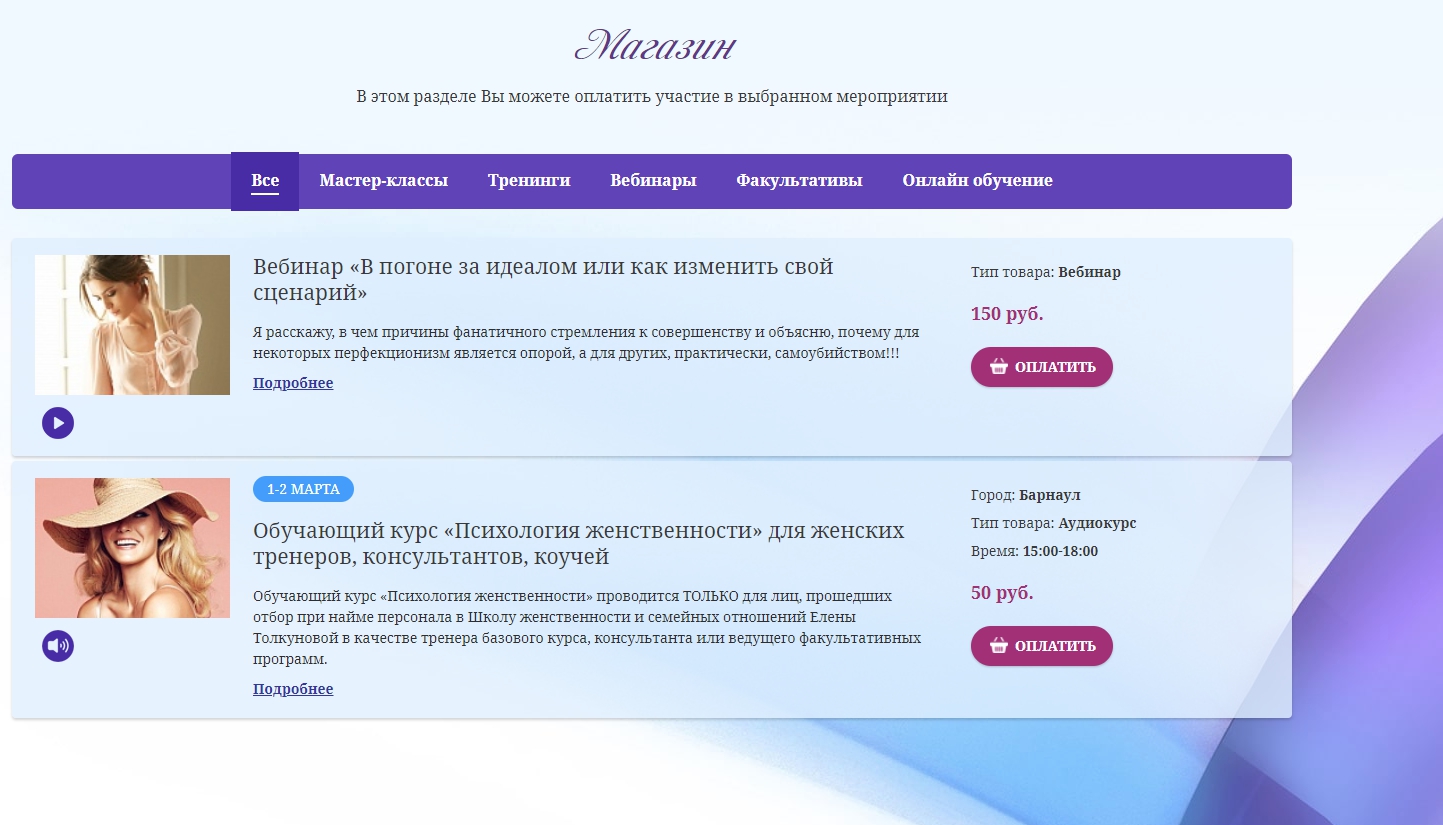 Магазин
В этом разделе Вы можете оплатить участие в выбранном мероприятии
Все Мастер-классы Тренинги Вебинары Факультативы Онлайн обучение
Вебинар «В погоне за идеалом или как изменить свой
сценарий»
Я расскажу, в чем причины фанатичного стремления к совершенству и объясню, почему для
некоторых перфекционизм является опорой, а для других, практически, самоубийством!!!
Подробнее
Тип товара: Вебинар
150 руб.
ОПЛАТИТЬ
1-2 МАРТА
Обучающий курс «Психология женственности» для женских
тренеров, консультантов, коучей
Обучающий курс «Психология женственности» проводится ТОЛЬКО для лиц, прошедших
отбор при найме персонала в Школу женственности и семейных отношений Елены
Толкуновой в качестве тренера базового курса, консультанта или ведущего факультативных
программ.
Подробнее
Город: Барнаул
Тип товара: Аудиокурс
Время: 15:00-18:00
50 руб.
ОПЛАТИТЬ